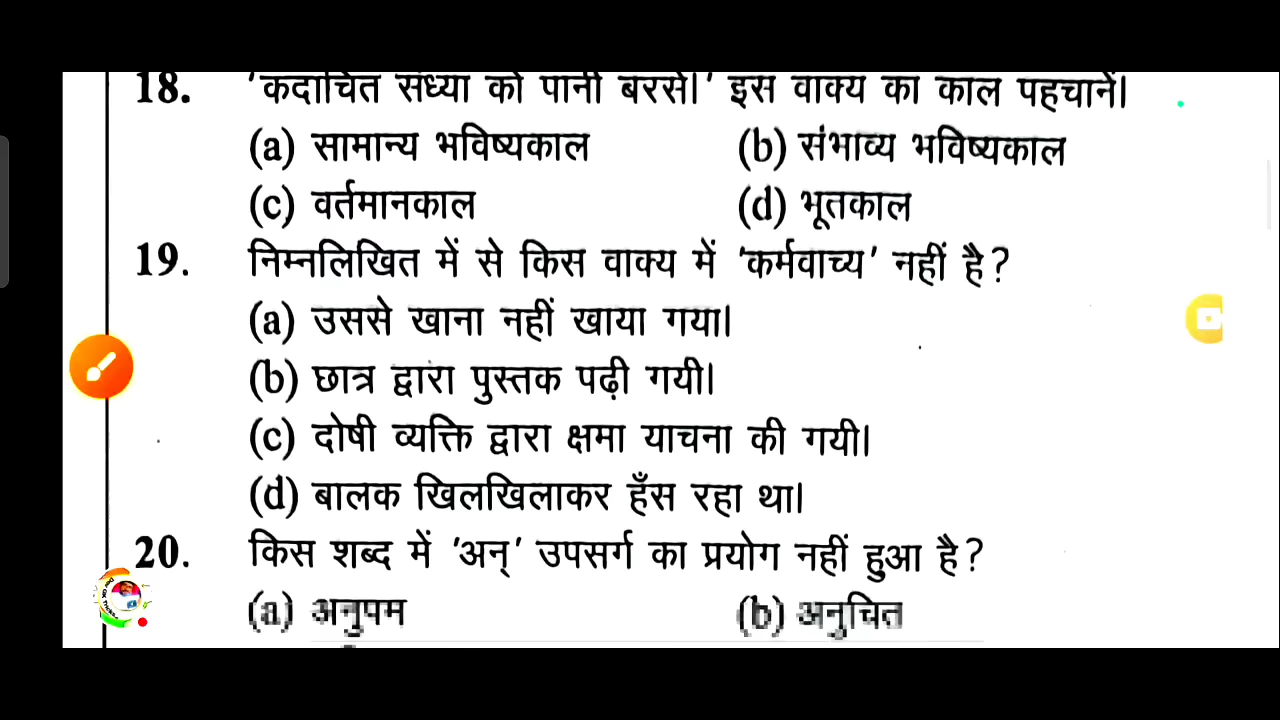 18. 'कदाचित संध्या को पानी बरसे।' इस वाक्य का काल पहचानें।
(a) सामान्य भविष्यकाल (b) संभाव्य भविष्यकाल
(c) वर्तमानकाल (d) भूतकाल
19. निम्नलिखित में से किस वाक्य में 'कर्मवाच्य' नहीं है?
(a) उससे खाना नहीं खाया गया।
(b) छात्र द्वारा पुस्तक पढ़ी गयी।
(c) दोषी व्यक्ति द्वारा क्षमा याचना की गयी।
(d) बालक खिलखिलाकर हँस रहा था।
20. किस शब्द में 'अन्' उपसर्ग का प्रयोग नहीं हुआ है?
(a) अनुपम (b) अनुचित